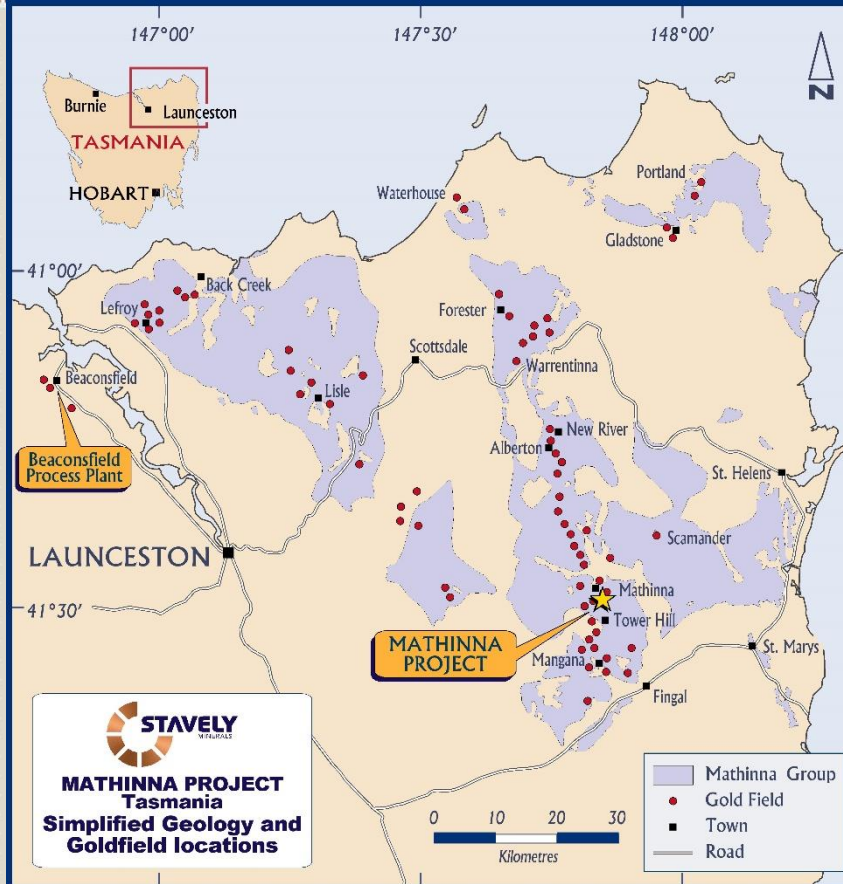 147°00'
147°30'
148°00'
N
Burnie
Launceston
TASMANIA
HOBART
Portland
Waterhouse
Gladstone
41°00'
Back Creek
Lefroy
Forester
Scottsdale
Warrentinna
Beaconsfield
Lisle
New River
Alberton
Beaconsfield
Process Plant
St. Helens
Scamander
LAUNCESTON
Mathinna
41°30'
Tower Hill
MATHINNA
PROJECT
Mangana
St. Marys
Fingal
STAVELY
MINERALS
MATHINNA PROJECT
Tasmania
Simplified Geology and
Goldfield locations
0 10 20 30
Kilometres
Mathinna Group
Gold Field
Town
Road